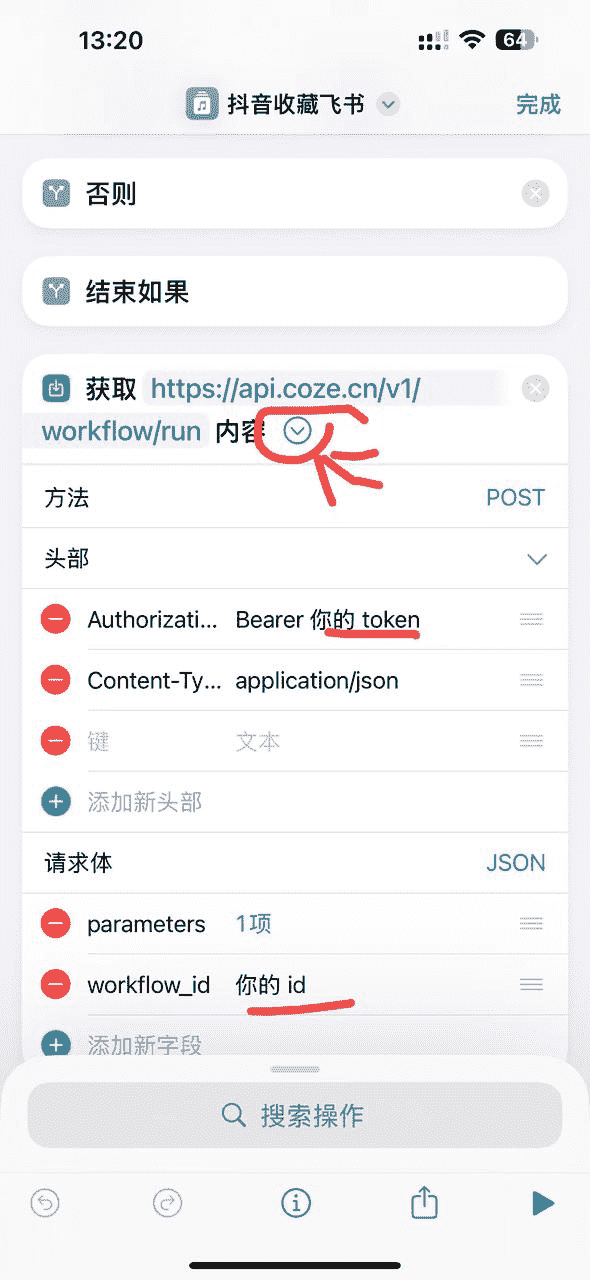 13:20
64
抖音收藏飞书
完成
否则
结束如果
获取 https://api.coze.cn/v1/
workflow/run 内容
方法 POST
头部
Authorizati... Bearer 你的 token
Content-Ty... application/json
键 文本
添加新头部
请求体 JSON
parameters 1项
workflow_id 你的 id
添加新字段
搜索操作